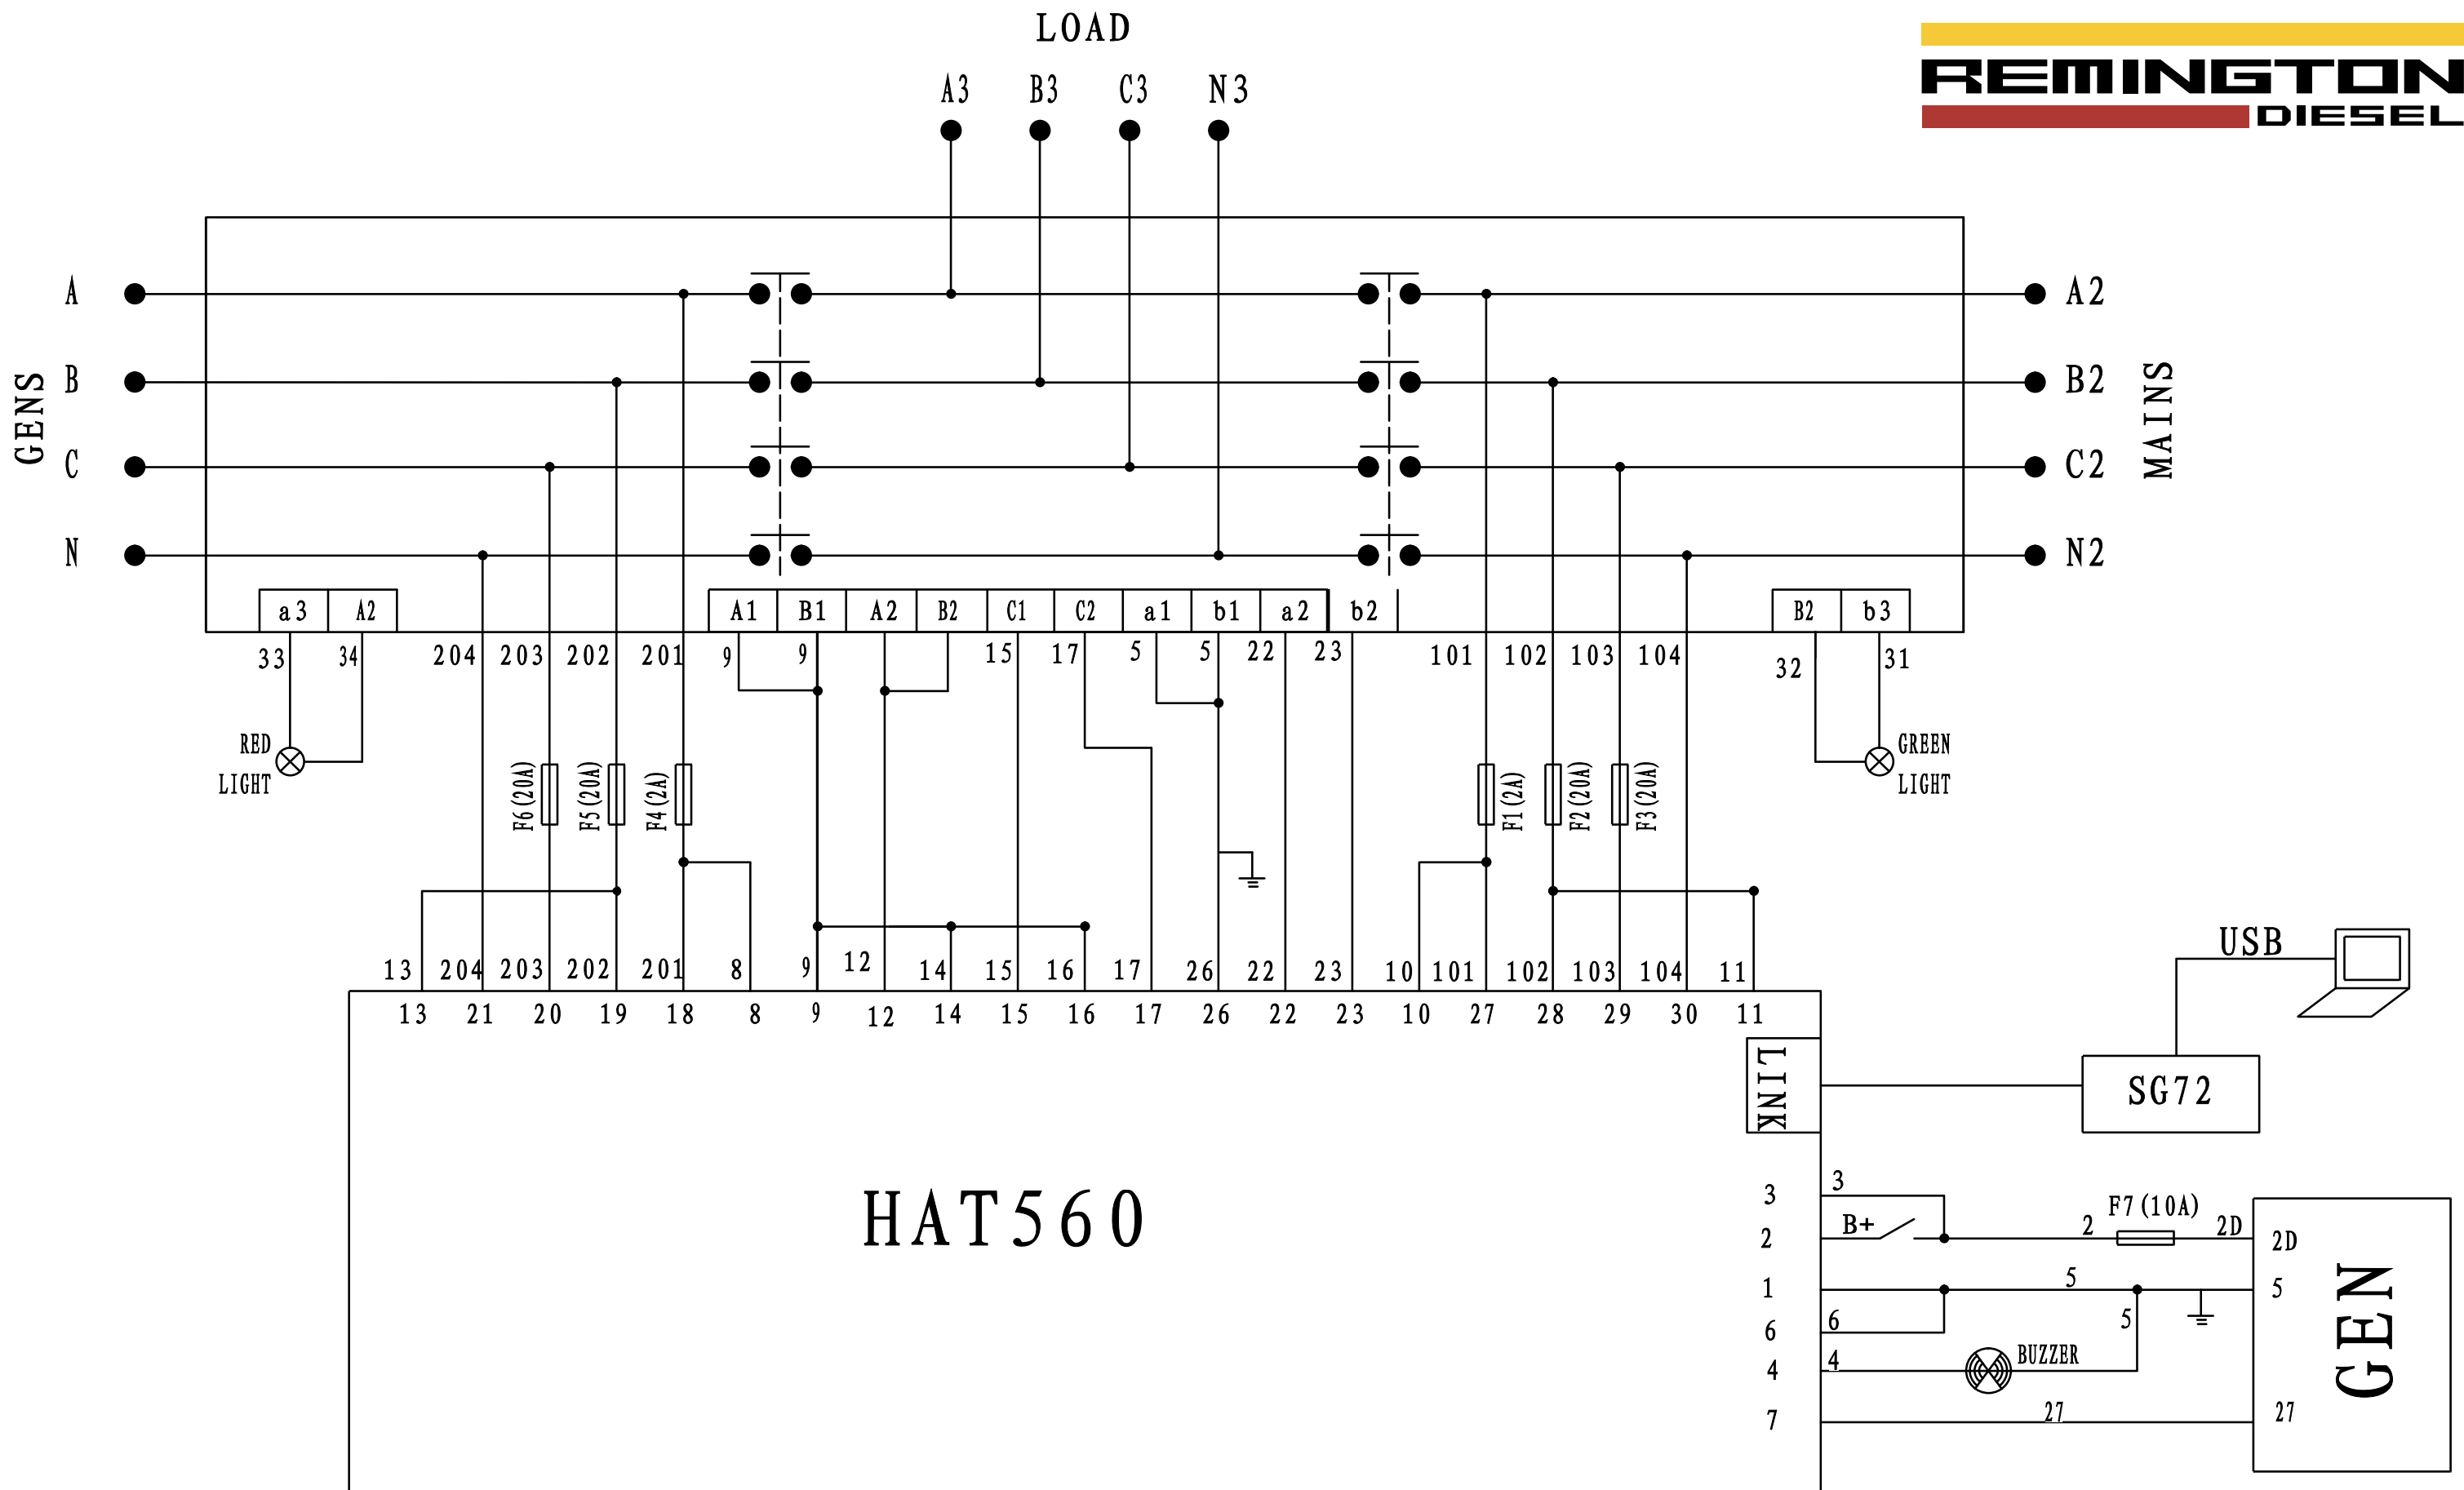 LOAD
REMINGTON
DIESEL
A3 B3 C3 N3
A A2
B B2
C C2
N N2
GENS
MAINS
a3 A2 A1 B1 A2 B2 C1 C2 a1 b1 a2 b2 B2 b3
33 34 204 203 202 201 9 9 15 17 5 5 22 23 101 102 103 104 32 31
RED
LIGHT
GREEN
LIGHT
F6(20A) F5(20A) F4(2A) F1(2A) F2(20A) F3(20A)
13 204 203 202 201 8 9 12 14 15 16 17 26 22 23 10 101 102 103 104 11
13 21 20 19 18 8 9 12 14 15 16 17 26 22 23 10 27 28 29 30 11
USB
LINK
SG72
HAT560
3 3
2 B+ 2 F7(10A) 2D 2D
1 5 5
6 6 5
4 4 BUZZER
7 27 27
GEN